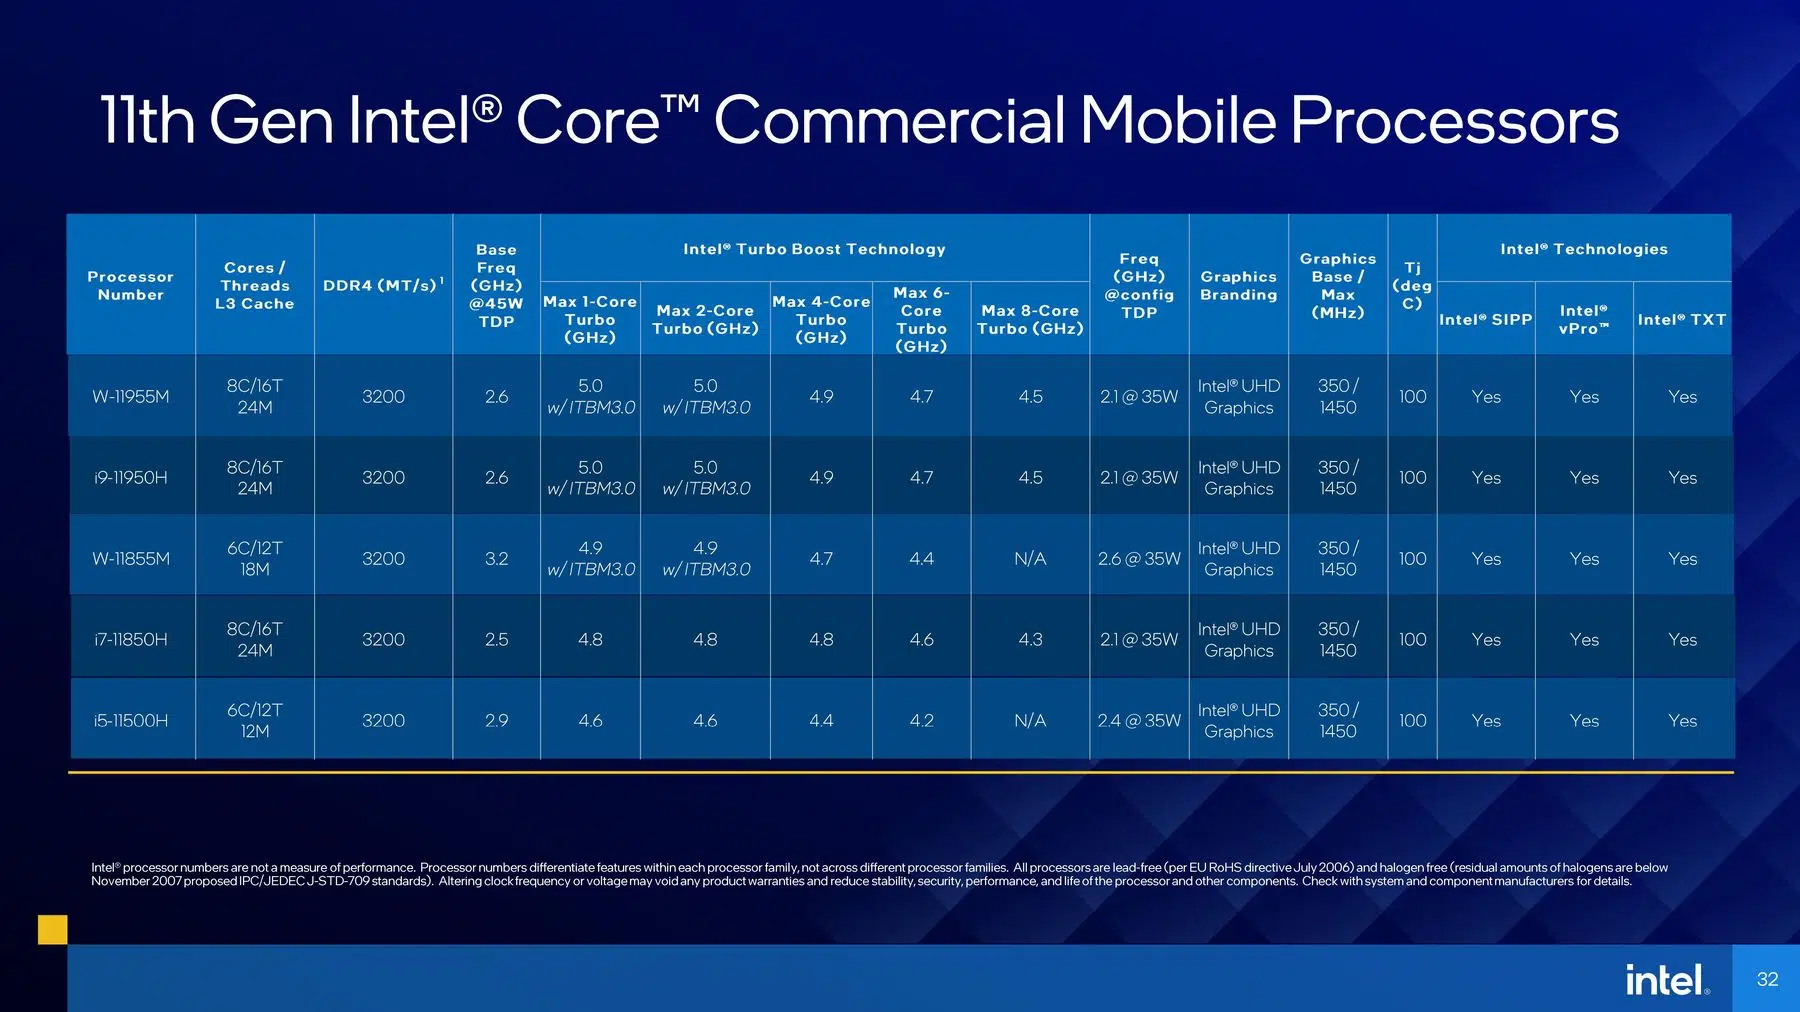 11th Gen Intel® Core™ Commercial Mobile Processors
Processor
Number
Cores /
Threads
L3 Cache
DDR4 (MT/s)¹
Base
Freq
(GHz)
@45W
TDP
Intel® Turbo Boost Technology
Max 1-Core
Turbo
(GHz)
Max 2-Core
Turbo (GHz)
Max 4-Core
Turbo
(GHz)
Max 6-
Core
Turbo
(GHz)
Max 8-Core
Turbo (GHz)
Freq
(GHz)
@config
TDP
Graphics
Branding
Graphics
Base /
Max
(MHz)
Tj
(deg
C)
Intel® Technologies
Intel® SIPP
Intel®
vPro™
Intel® TXT
W-11955M
8C/16T
24M
3200
2.6
5.0
w/ ITBM3.0
5.0
w/ ITBM3.0
4.9
4.7
4.5
2.1 @ 35W
Intel® UHD
Graphics
350 /
1450
100
Yes
Yes
Yes
i9-11950H
8C/16T
24M
3200
2.6
5.0
w/ ITBM3.0
5.0
w/ ITBM3.0
4.9
4.7
4.5
2.1 @ 35W
Intel® UHD
Graphics
350 /
1450
100
Yes
Yes
Yes
W-11855M
6C/12T
18M
3200
3.2
4.9
w/ ITBM3.0
4.9
w/ ITBM3.0
4.7
4.4
N/A
2.6 @ 35W
Intel® UHD
Graphics
350 /
1450
100
Yes
Yes
Yes
i7-11850H
8C/16T
24M
3200
2.5
4.8
4.8
4.8
4.6
4.3
2.1 @ 35W
Intel® UHD
Graphics
350 /
1450
100
Yes
Yes
Yes
i5-11500H
6C/12T
12M
3200
2.9
4.6
4.6
4.4
4.2
N/A
2.4 @ 35W
Intel® UHD
Graphics
350 /
1450
100
Yes
Yes
Yes
Intel® processor numbers are not a measure of performance. Processor numbers differentiate features within each processor family, not across different processor families. All processors are lead-free (per EU RoHS directive July 2006) and halogen free (residual amounts of halogens are below
November 2007 proposed IPC/JEDEC J-STD-709 standards). Altering clock frequency or voltage may void any product warranties and reduce stability, security, performance, and life of the processor and other components. Check with system and component manufacturers for details.
intel®
32